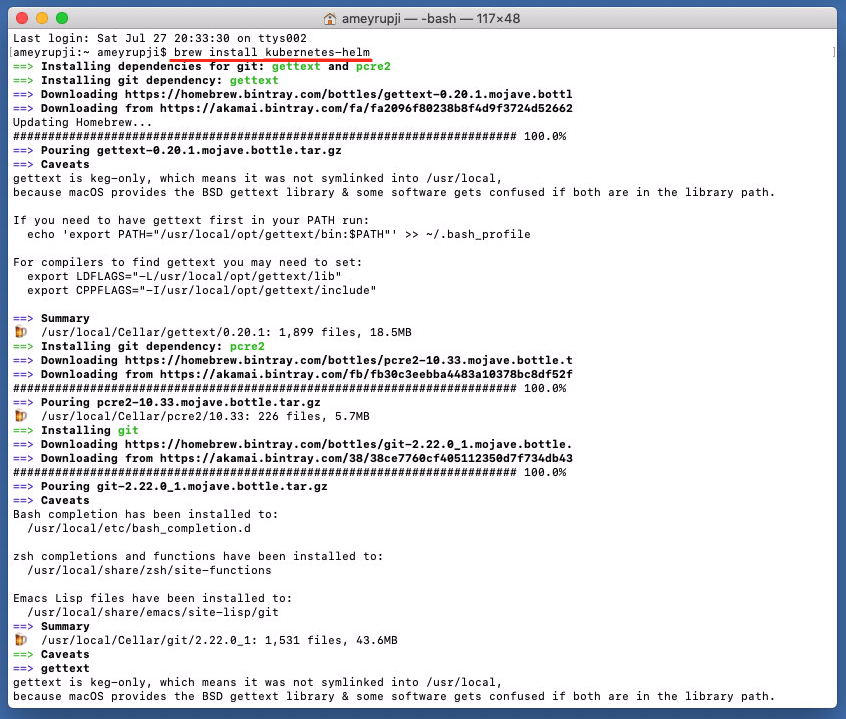 ameyrupji — -bash — 117×48
Last login: Sat Jul 27 20:33:30 on ttys002
[ameyrupji:~ ameyrupji$ brew install kubernetes-helm ]
==> Installing dependencies for git: gettext and pcre2
==> Installing git dependency: gettext
==> Downloading https://homebrew.bintray.com/bottles/gettext-0.20.1.mojave.bottl
==> Downloading from https://akamai.bintray.com/fa/fa2096f80238b8f4d9f3724d52662
Updating Homebrew...
######################################################################## 100.0%
==> Pouring gettext-0.20.1.mojave.bottle.tar.gz
==> Caveats
gettext is keg-only, which means it was not symlinked into /usr/local,
because macOS provides the BSD gettext library & some software gets confused if both are in the library path.
If you need to have gettext first in your PATH run:
  echo 'export PATH="/usr/local/opt/gettext/bin:$PATH"' >> ~/.bash_profile
For compilers to find gettext you may need to set:
  export LDFLAGS="-L/usr/local/opt/gettext/lib"
  export CPPFLAGS="-I/usr/local/opt/gettext/include"
==> Summary
🍺  /usr/local/Cellar/gettext/0.20.1: 1,899 files, 18.5MB
==> Installing git dependency: pcre2
==> Downloading https://homebrew.bintray.com/bottles/pcre2-10.33.mojave.bottle.t
==> Downloading from https://akamai.bintray.com/fb/fb30c3eebba4483a10378bc8df52f
######################################################################## 100.0%
==> Pouring pcre2-10.33.mojave.bottle.tar.gz
🍺  /usr/local/Cellar/pcre2/10.33: 226 files, 5.7MB
==> Installing git
==> Downloading https://homebrew.bintray.com/bottles/git-2.22.0_1.mojave.bottle.
==> Downloading from https://akamai.bintray.com/38/38ce7760cf405112350d7f734db43
######################################################################## 100.0%
==> Pouring git-2.22.0_1.mojave.bottle.tar.gz
==> Caveats
Bash completion has been installed to:
  /usr/local/etc/bash_completion.d
zsh completions and functions have been installed to:
  /usr/local/share/zsh/site-functions
Emacs Lisp files have been installed to:
  /usr/local/share/emacs/site-lisp/git
==> Summary
🍺  /usr/local/Cellar/git/2.22.0_1: 1,531 files, 43.6MB
==> Caveats
==> gettext
gettext is keg-only, which means it was not symlinked into /usr/local,
because macOS provides the BSD gettext library & some software gets confused if both are in the library path.